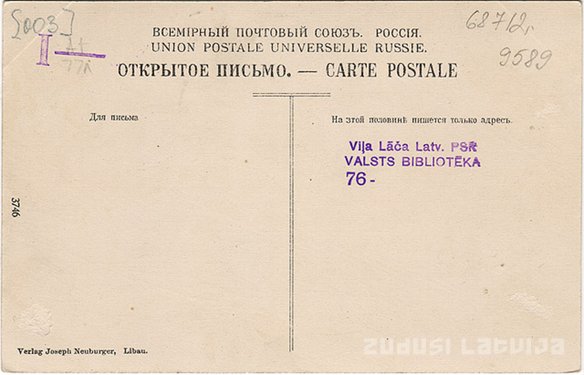 [003]
I
68712,
9589
ВСЕМІРНЫЙ ПОЧТОВЫЙ СОЮЗЪ. РОССІЯ.
UNION POSTALE UNIVERSELLE RUSSIE.
ОТКРЫТОЕ ПИСЬМО. — CARTE POSTALE
Для письма
На этой половинѣ пишется только адресъ.
Viļa Lāča Latv. PSR
VALSTS BIBLIOTĒKA
76-
3746
Verlag Joseph Neuburger, Libau.
ZUDUSI LATVIJA